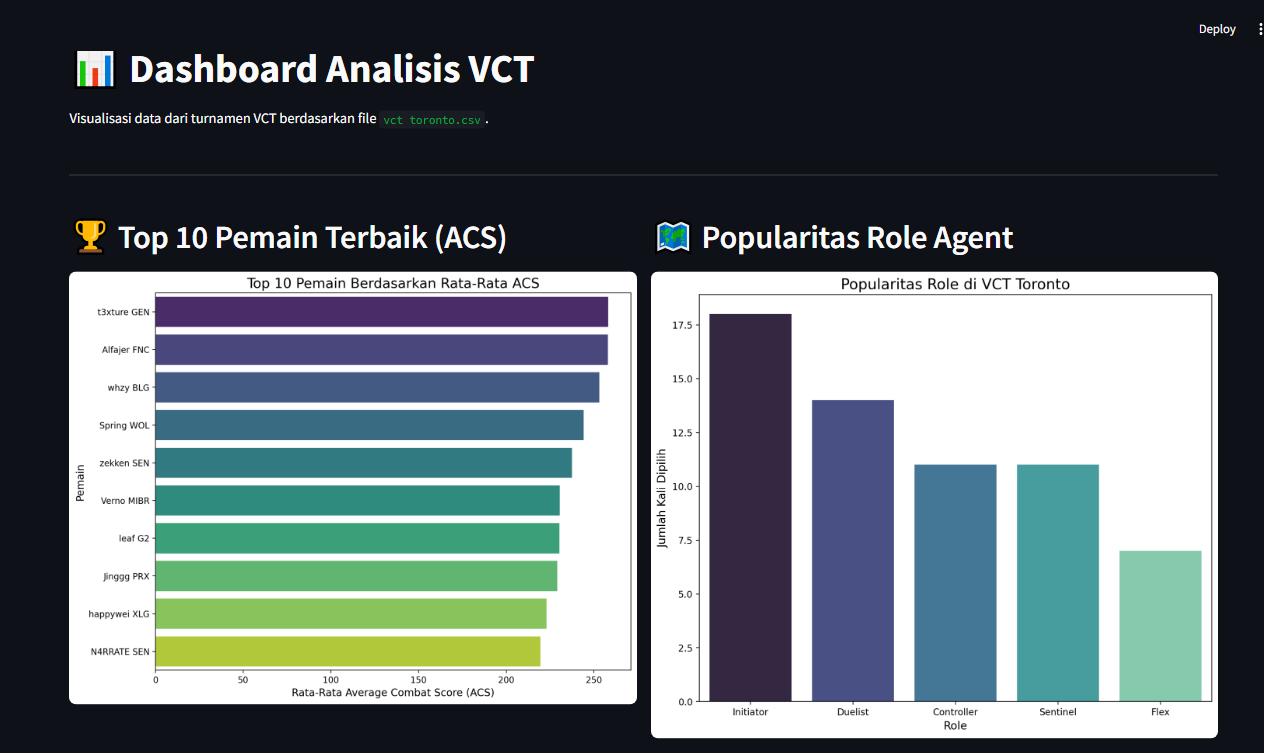 Deploy
Dashboard Analisis VCT
Visualisasi data dari turnamen VCT berdasarkan file vct toronto.csv.
Top 10 Pemain Terbaik (ACS)
Top 10 Pemain Berdasarkan Rata-Rata ACS
Pemain
t3xture GEN
Alfajer FNC
whzy BLG
Spring WOL
zekken SEN
Verno MIBR
leaf G2
Jinggg PRX
happywei XLG
N4RRATE SEN
0 50 100 150 200 250
Rata-Rata Average Combat Score (ACS)
Popularitas Role Agent
Popularitas Role di VCT Toronto
Jumlah Kali Dipilih
17.5
15.0
12.5
10.0
7.5
5.0
2.5
0.0
Initiator Duelist Controller Sentinel Flex
Role